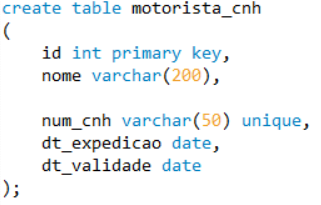 create table motorista_cnh
(
id int primary key,
nome varchar(200),
num_cnh varchar(50) unique,
dt_expedicao date,
dt_validade date
);